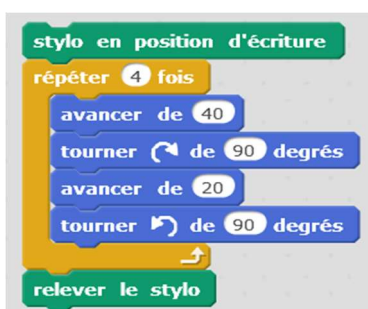 stylo en position d'écriture
répéter 4 fois
avancer de 40
tourner de 90 degrés
avancer de 20
tourner de 90 degrés
relever le stylo